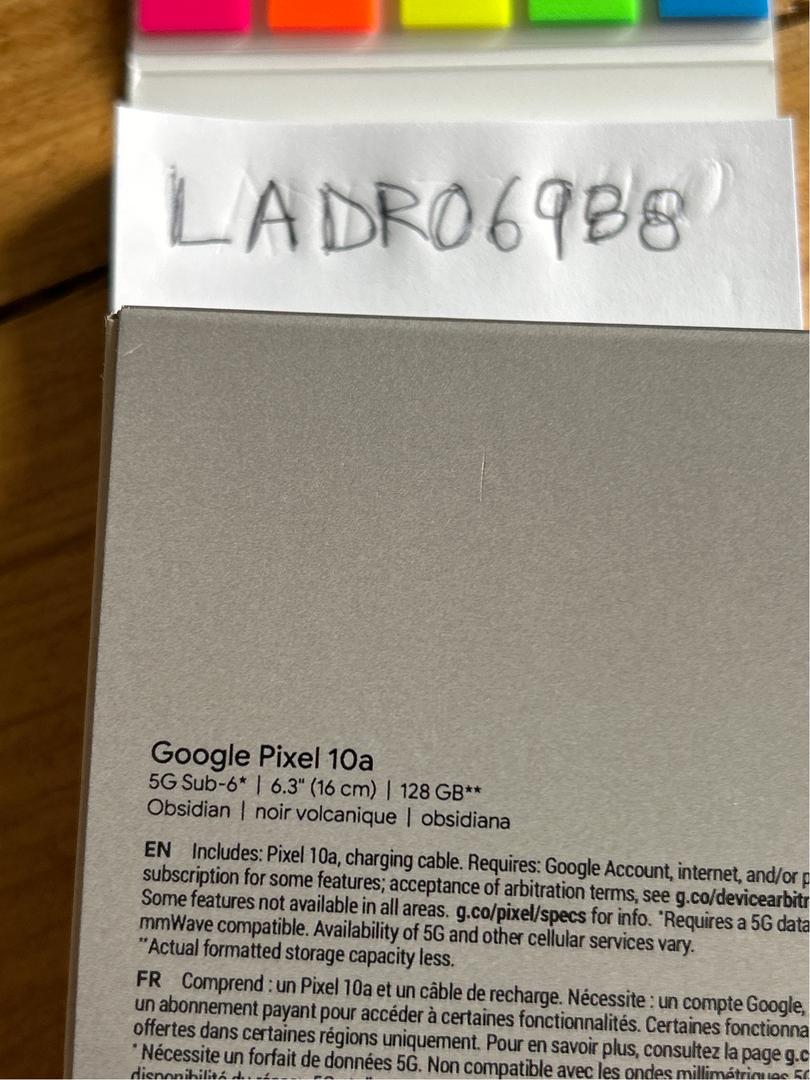 LADRO6988
Google Pixel 10a
5G Sub-6* | 6.3" (16 cm) | 128 GB**
Obsidian | noir volcanique | obsidiana
EN Includes: Pixel 10a, charging cable. Requires: Google Account, internet, and/or p
subscription for some features; acceptance of arbitration terms, see g.co/devicearbitr
Some features not available in all areas. g.co/pixel/specs for info. *Requires a 5G data
mmWave compatible. Availability of 5G and other cellular services vary.
**Actual formatted storage capacity less.
FR Comprend : un Pixel 10a et un câble de recharge. Nécessite : un compte Google,
un abonnement payant pour accéder à certaines fonctionnalités. Certaines fonctionna
offertes dans certaines régions uniquement. Pour en savoir plus, consultez la page g.c
*Nécessite un forfait de données 5G. Non compatible avec les ondes millimétriques 5G
disponibilité du